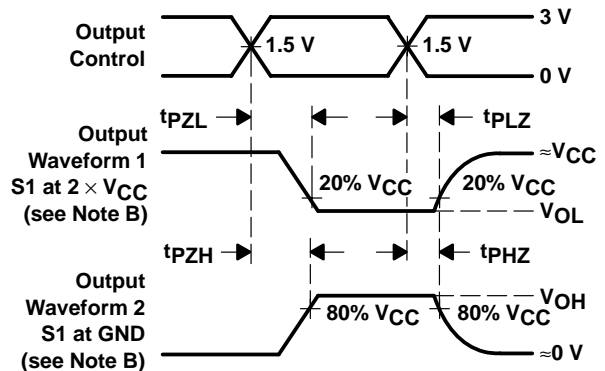 Output
Control
1.5 V
1.5 V
3 V
0 V
tPZL
tPLZ
Output
Waveform 1
S1 at 2 × VCC
(see Note B)
20% VCC
20% VCC
≈VCC
VOL
tPZH
tPHZ
Output
Waveform 2
S1 at GND
(see Note B)
80% VCC
80% VCC
VOH
≈0 V